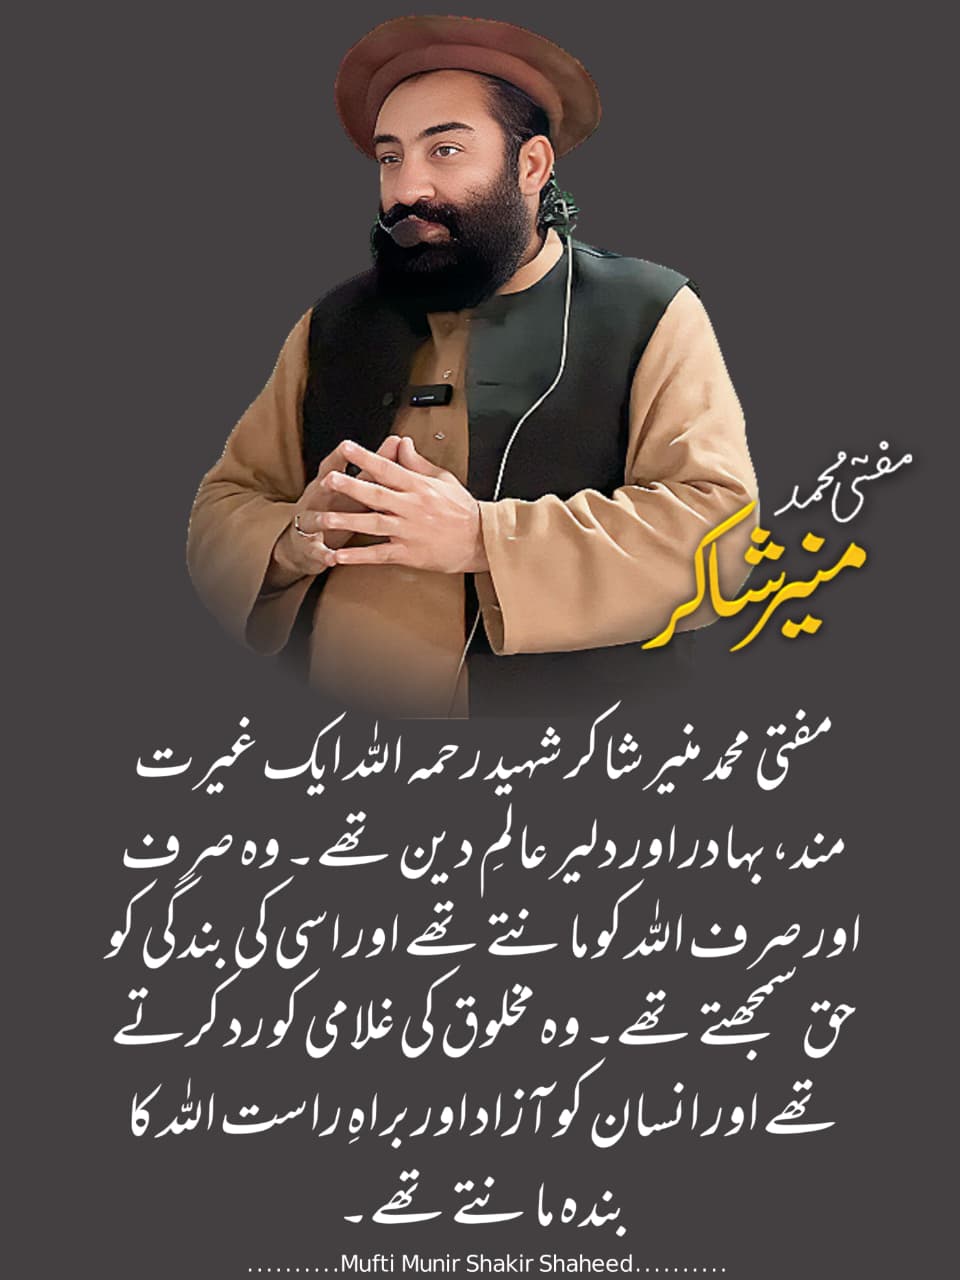 مفتی محمد
منیر شاکر
مفتی محمد منیر شاکر شہید رحمہ اللہ ایک غیرت
مند، بہادر اور دلیر عالمِ دین تھے۔ وہ صرف
اور صرف اللہ کو مانتے تھے اور اسی کی بندگی کو
حق سمجھتے تھے۔ وہ مخلوق کی غلامی کو رد کرتے
تھے اور انسان کو آزاد اور براہِ راست اللہ کا
بندہ مانتے تھے۔
..........Mufti Munir Shakir Shaheed..........